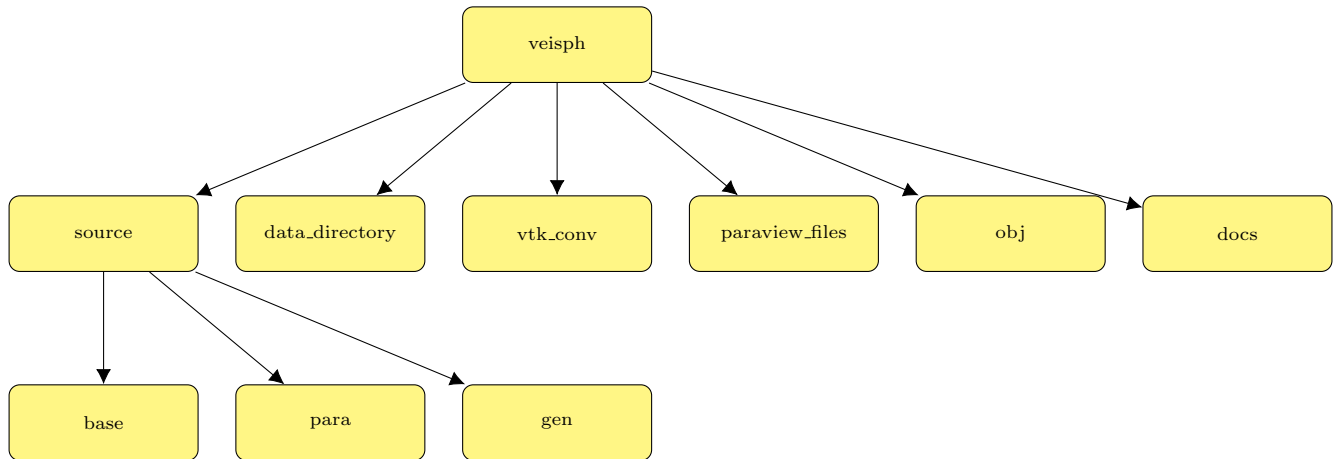 veisph
source
data_directory
vtk_conv
paraview_files
obj
docs
base
para
gen